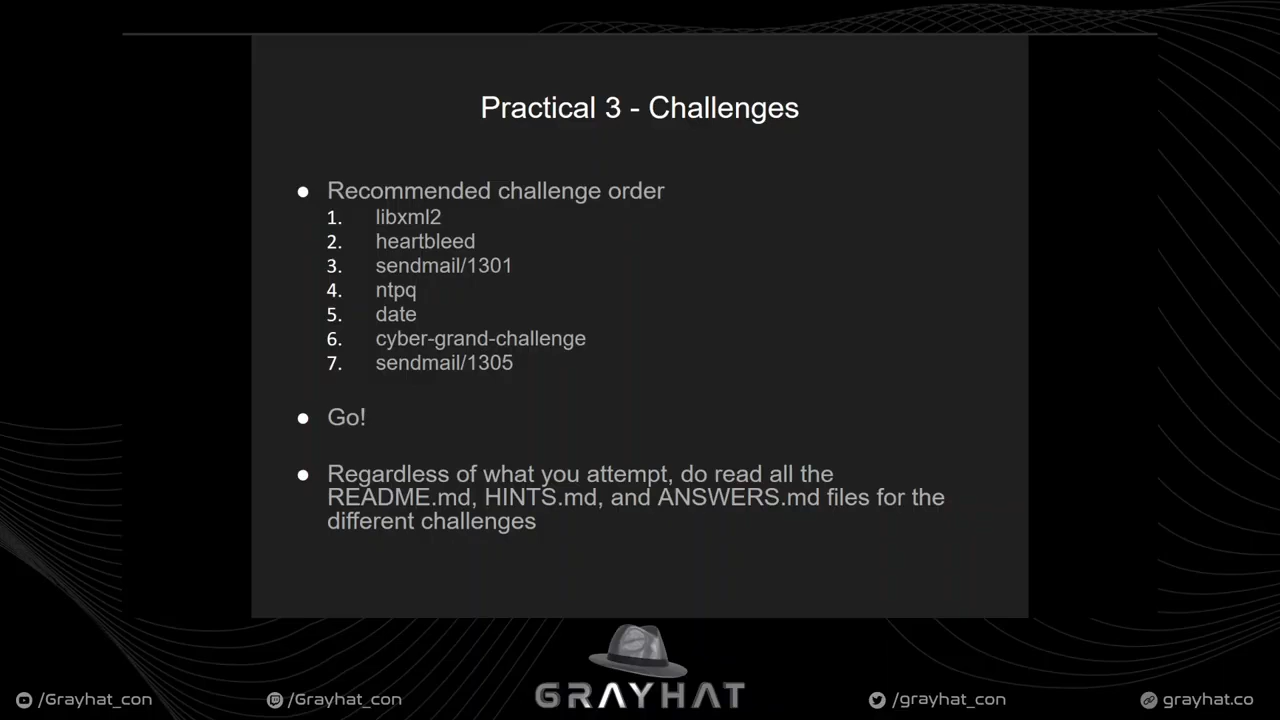 Practical 3 - Challenges
● Recommended challenge order
1. libxml2
2. heartbleed
3. sendmail/1301
4. ntpq
5. date
6. cyber-grand-challenge
7. sendmail/1305
● Go!
● Regardless of what you attempt, do read all the
README.md, HINTS.md, and ANSWERS.md files for the
different challenges
GRAYHAT
/Grayhat_con
/Grayhat_con
/grayhat_con
grayhat.co